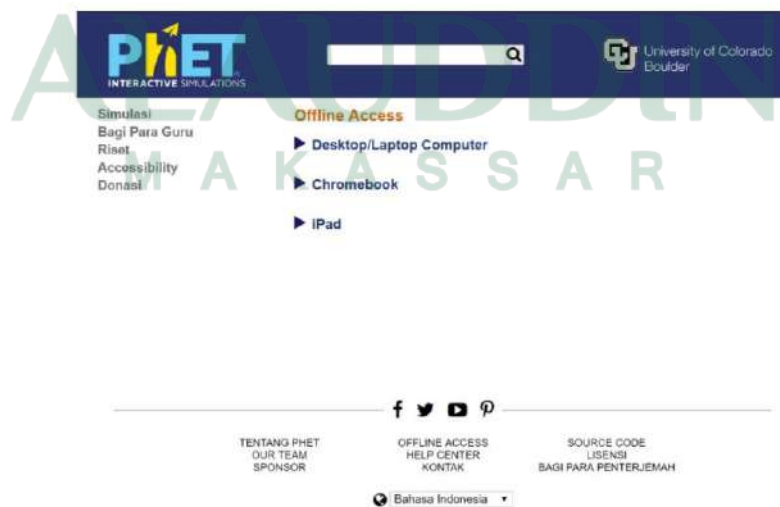 ALAUDDIN
MAKASSAR
PhET
INTERACTIVE SIMULATIONS
University of Colorado
Boulder
Simulasi
Bagi Para Guru
Riset
Accessibility
Donasi
Offline Access
Desktop/Laptop Computer
Chromebook
iPad
TENTANG PHET
OUR TEAM
SPONSOR
OFFLINE ACCESS
HELP CENTER
KONTAK
SOURCE CODE
LISENSI
BAGI PARA PENTERJEMAH
Bahasa Indonesia